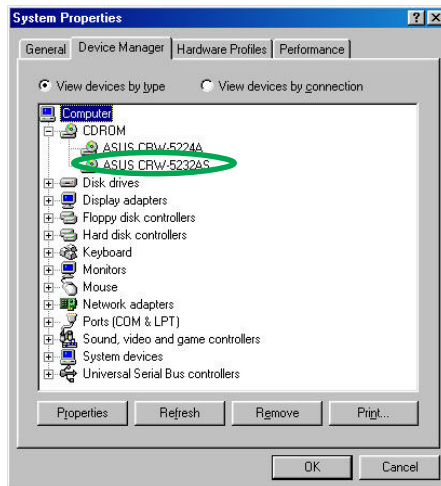 System Properties
General Device Manager Hardware Profiles Performance
View devices by type View devices by connection
Computer
CDROM
ASUS CRW-5224A
ASUS CRW-5232AS
Disk drives
Display adapters
Floppy disk controllers
Hard disk controllers
Keyboard
Monitors
Mouse
Network adapters
Ports (COM & LPT)
Sound, video and game controllers
System devices
Universal Serial Bus controllers
Properties Refresh Remove Print...
OK Cancel